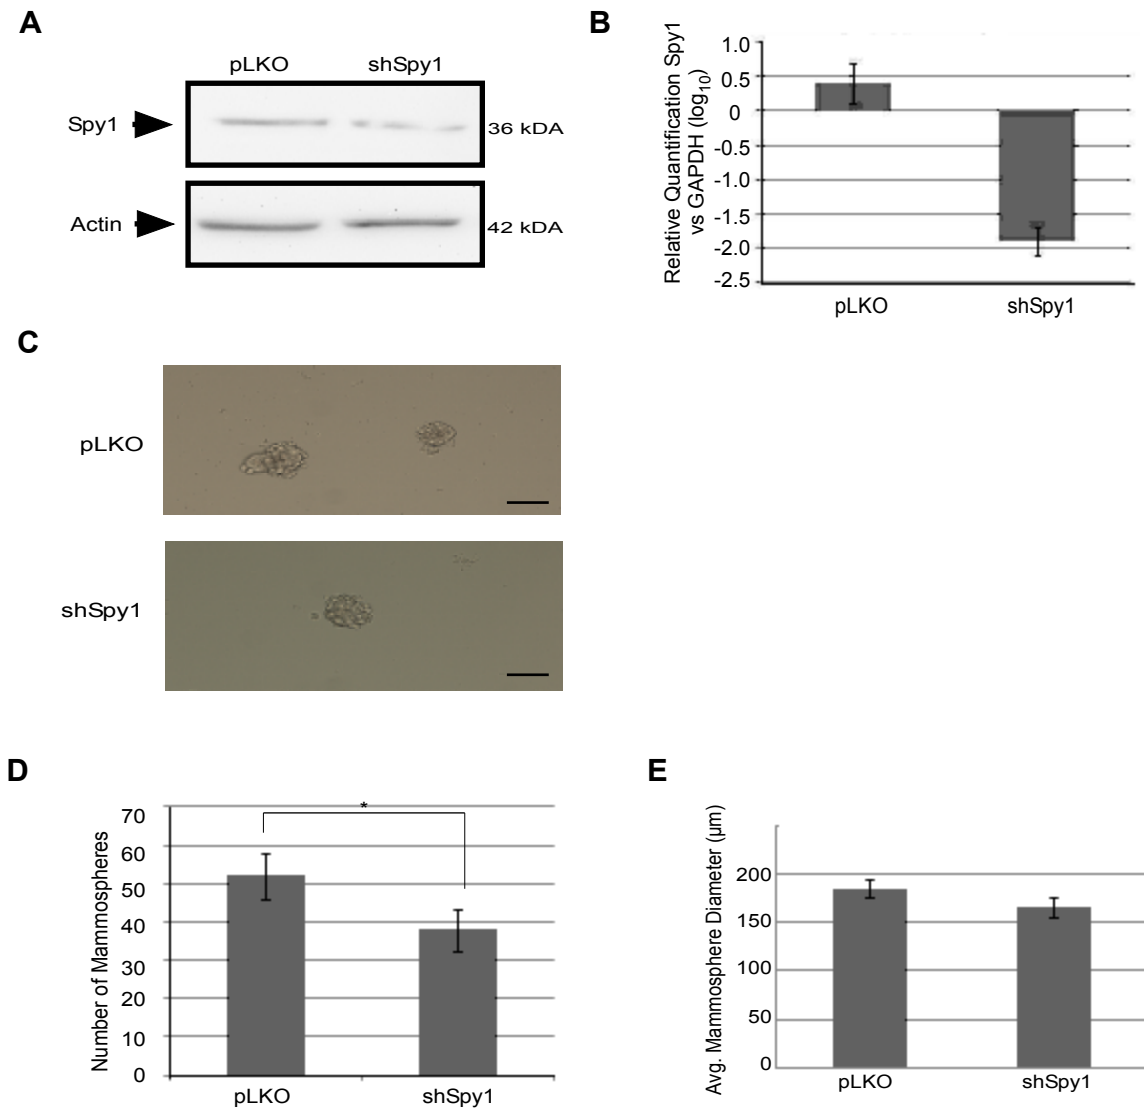 A
pLKO shSpy1
Spy1 36 kDA
Actin 42 kDA
B
Relative Quantification Spy1
vs GAPDH (log10)
1.0
0.5
0
-0.5
-1.0
-1.5
-2.0
-2.5
pLKO shSpy1
C
pLKO
shSpy1
D
Number of Mammospheres
*
70
60
50
40
30
20
10
0
pLKO shSpy1
E
Avg. Mammosphere Diameter (µm)
200
150
100
50
0
pLKO shSpy1